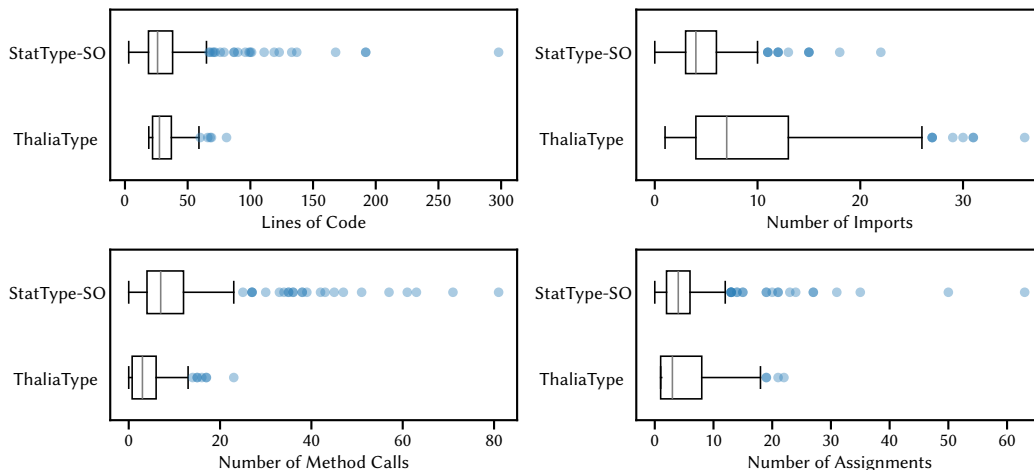 StatType-SO
ThaliaType
0 50 100 150 200 250 300
Lines of Code
StatType-SO
ThaliaType
0 10 20 30
Number of Imports
StatType-SO
ThaliaType
0 20 40 60 80
Number of Method Calls
StatType-SO
ThaliaType
0 10 20 30 40 50 60
Number of Assignments